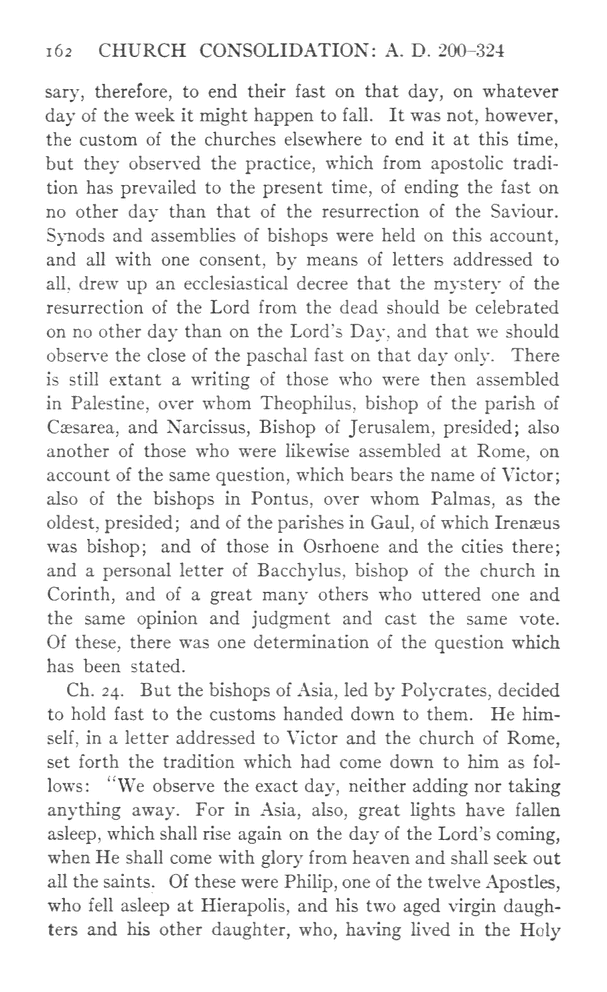 162 CHURCH CONSOLIDATION: A. D. 200–324
sary, therefore, to end their fast on that day, on whatever
day of the week it might happen to fall. It was not, however,
the custom of the churches elsewhere to end it at this time,
but they observed the practice, which from apostolic tradi-
tion has prevailed to the present time, of ending the fast on
no other day than that of the resurrection of the Saviour.
Synods and assemblies of bishops were held on this account,
and all with one consent, by means of letters addressed to
all, drew up an ecclesiastical decree that the mystery of the
resurrection of the Lord from the dead should be celebrated
on no other day than on the Lord's Day, and that we should
observe the close of the paschal fast on that day only. There
is still extant a writing of those who were then assembled
in Palestine, over whom Theophilus, bishop of the parish of
Cæsarea, and Narcissus, Bishop of Jerusalem, presided; also
another of those who were likewise assembled at Rome, on
account of the same question, which bears the name of Victor;
also of the bishops in Pontus, over whom Palmas, as the
oldest, presided; and of the parishes in Gaul, of which Irenæus
was bishop; and of those in Osrhoene and the cities there;
and a personal letter of Bacchylus, bishop of the church in
Corinth, and of a great many others who uttered one and
the same opinion and judgment and cast the same vote.
Of these, there was one determination of the question which
has been stated.
Ch. 24. But the bishops of Asia, led by Polycrates, decided
to hold fast to the customs handed down to them. He him-
self, in a letter addressed to Victor and the church of Rome,
set forth the tradition which had come down to him as fol-
lows: "We observe the exact day, neither adding nor taking
anything away. For in Asia, also, great lights have fallen
asleep, which shall rise again on the day of the Lord's coming,
when He shall come with glory from heaven and shall seek out
all the saints. Of these were Philip, one of the twelve Apostles,
who fell asleep at Hierapolis, and his two aged virgin daugh-
ters and his other daughter, who, having lived in the Holy